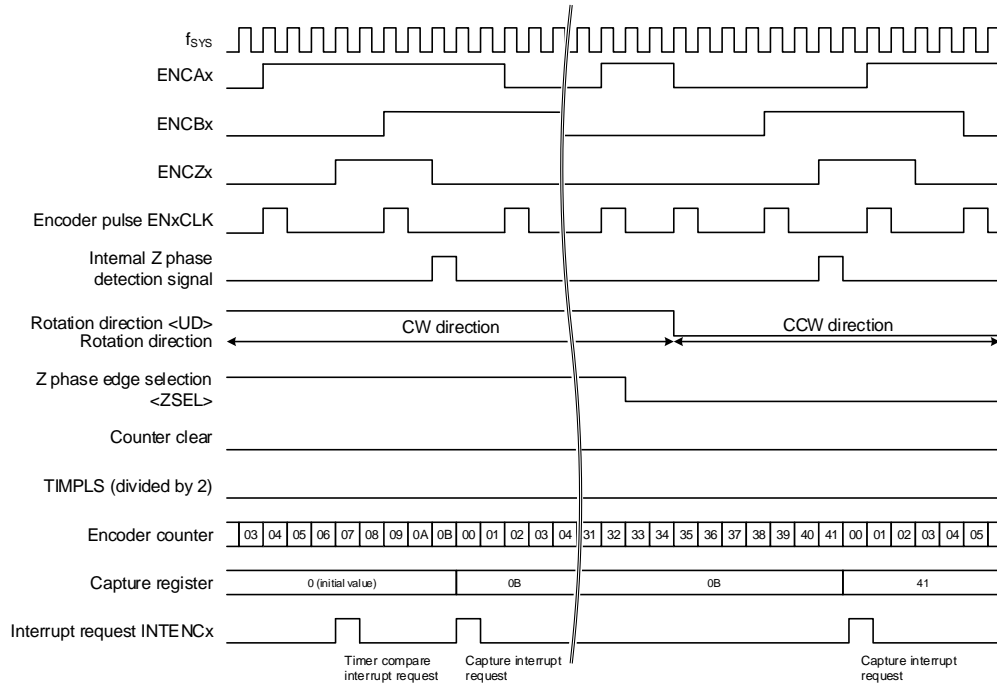 fSYS
ENCAx
ENCBx
ENCZx
Encoder pulse ENxCLK
Internal Z phase
detection signal
Rotation direction <UD>
Rotation direction
CW direction
CCW direction
Z phase edge selection
<ZSEL>
Counter clear
TIMPLS (divided by 2)
Encoder counter
03 04 05 06 07 08 09 0A 0B 00 01 02 03 04 31 32 33 34 35 36 37 38 39 40 41 00 01 02 03 04 05
Capture register
0 (initial value)
0B
0B
41
Interrupt request INTENCx
Timer compare
interrupt request
Capture interrupt
request
Capture interrupt
request